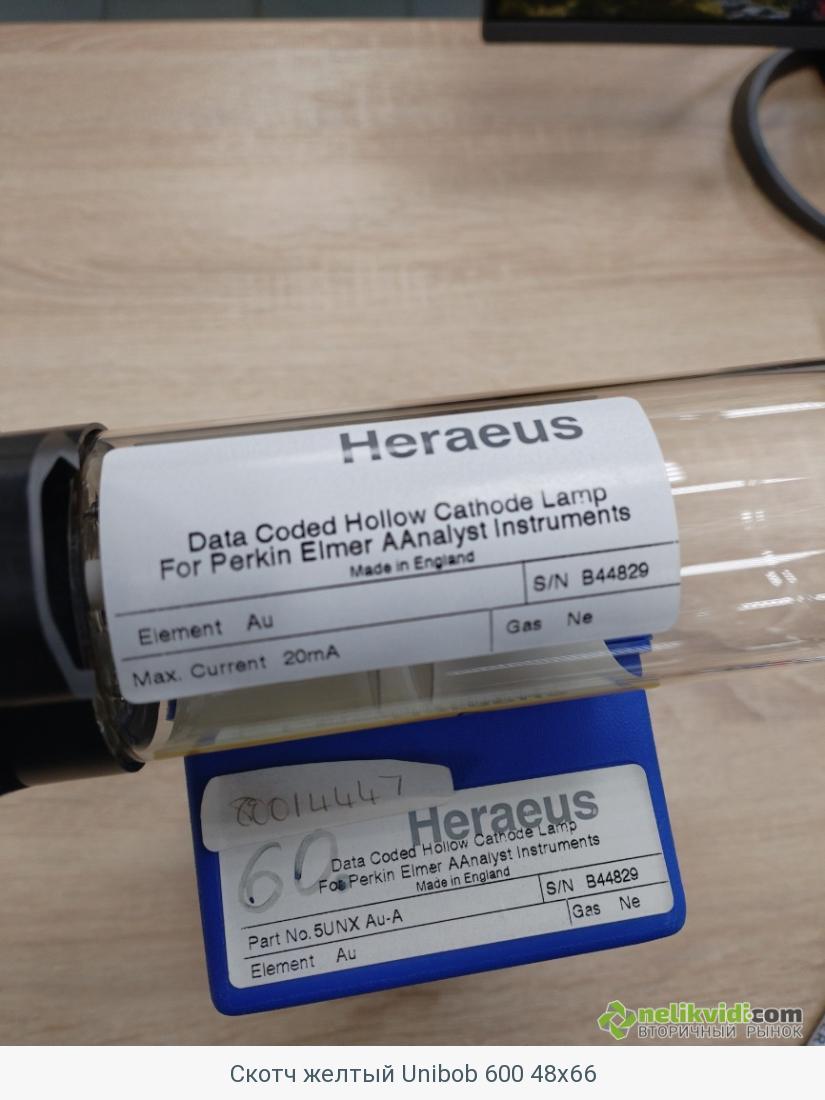 Heraeus
Data Coded Hollow Cathode Lamp
For Perkin Elmer AAnalyst Instruments
Made in England
S/N B44829
Element Au
Gas Ne
Max. Current 20mA
80014447
60.
Heraeus
Data Coded Hollow Cathode Lamp
For Perkin Elmer AAnalyst Instruments
Made in England
S/N B44829
Part No. 5UNX Au-A
Gas Ne
Element Au
nelikvidi.com
ВТОРИЧНЫЙ РЫНОК
Скотч желтый Unibob 600 48х66